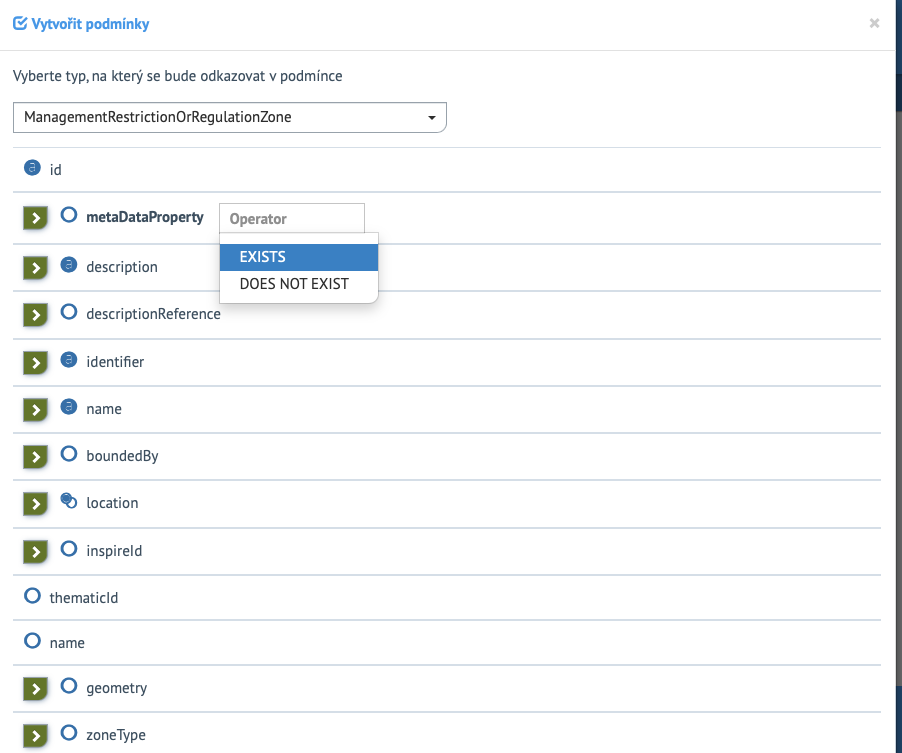 Vytvořit podmínky
×
Vyberte typ, na který se bude odkazovat v podmínce
ManagementRestrictionOrRegulationZone
a id
metaDataProperty Operator
EXISTS
DOES NOT EXIST
a description
descriptionReference
a identifier
a name
boundedBy
location
inspireId
thematicId
name
geometry
zoneType